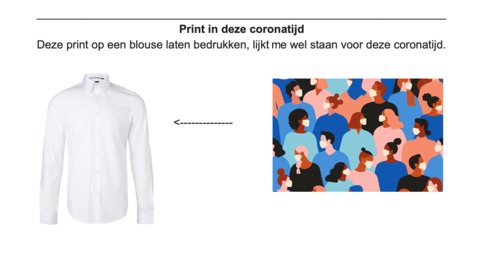 Print in deze coronatijd
Deze print op een blouse laten bedrukken, lijkt me wel staan voor deze coronatijd.
<--------------